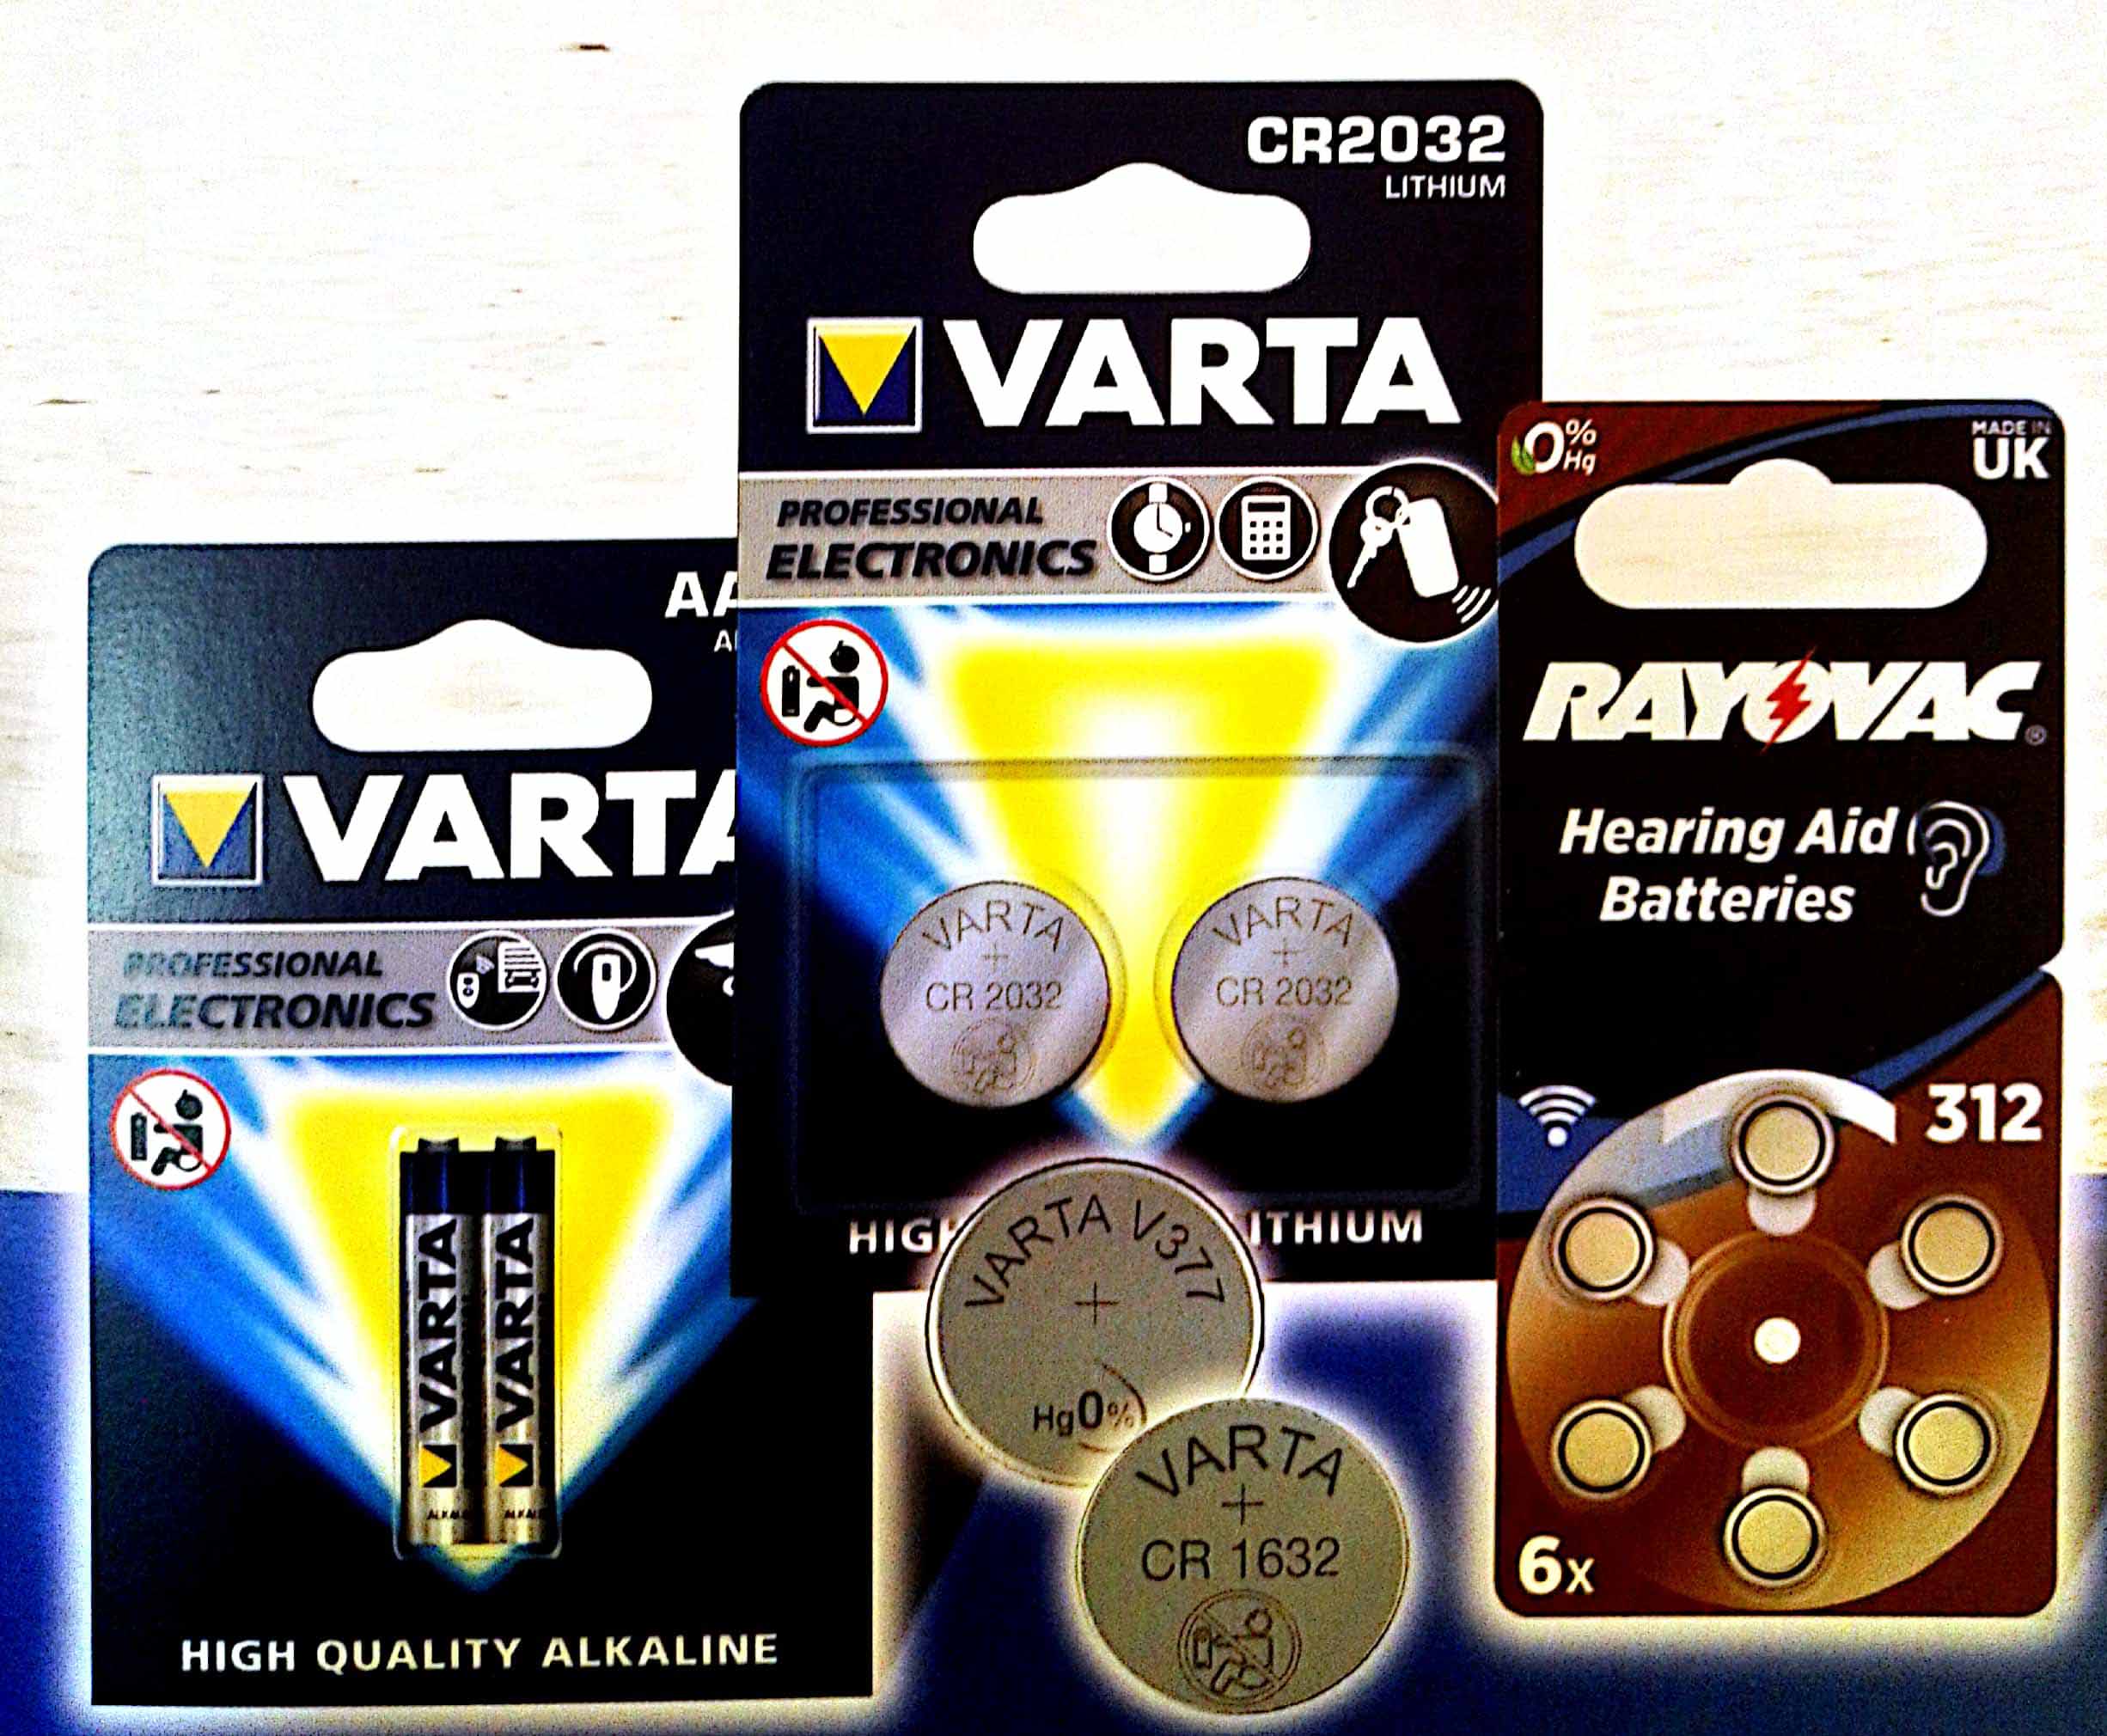 CR2032
LITHIUM
VARTA
PROFESSIONAL
ELECTRONICS
VARTA
+
CR 2032
VARTA
+
CR 2032
HIGH
LITHIUM
VARTA
PROFESSIONAL
ELECTRONICS
VARTA
VARTA
HIGH QUALITY ALKALINE
VARTA V377
+
Hg0%
VARTA
+
CR 1632
0% Hg
MADE IN
UK
RAYOVAC®
Hearing Aid
Batteries
312
6x